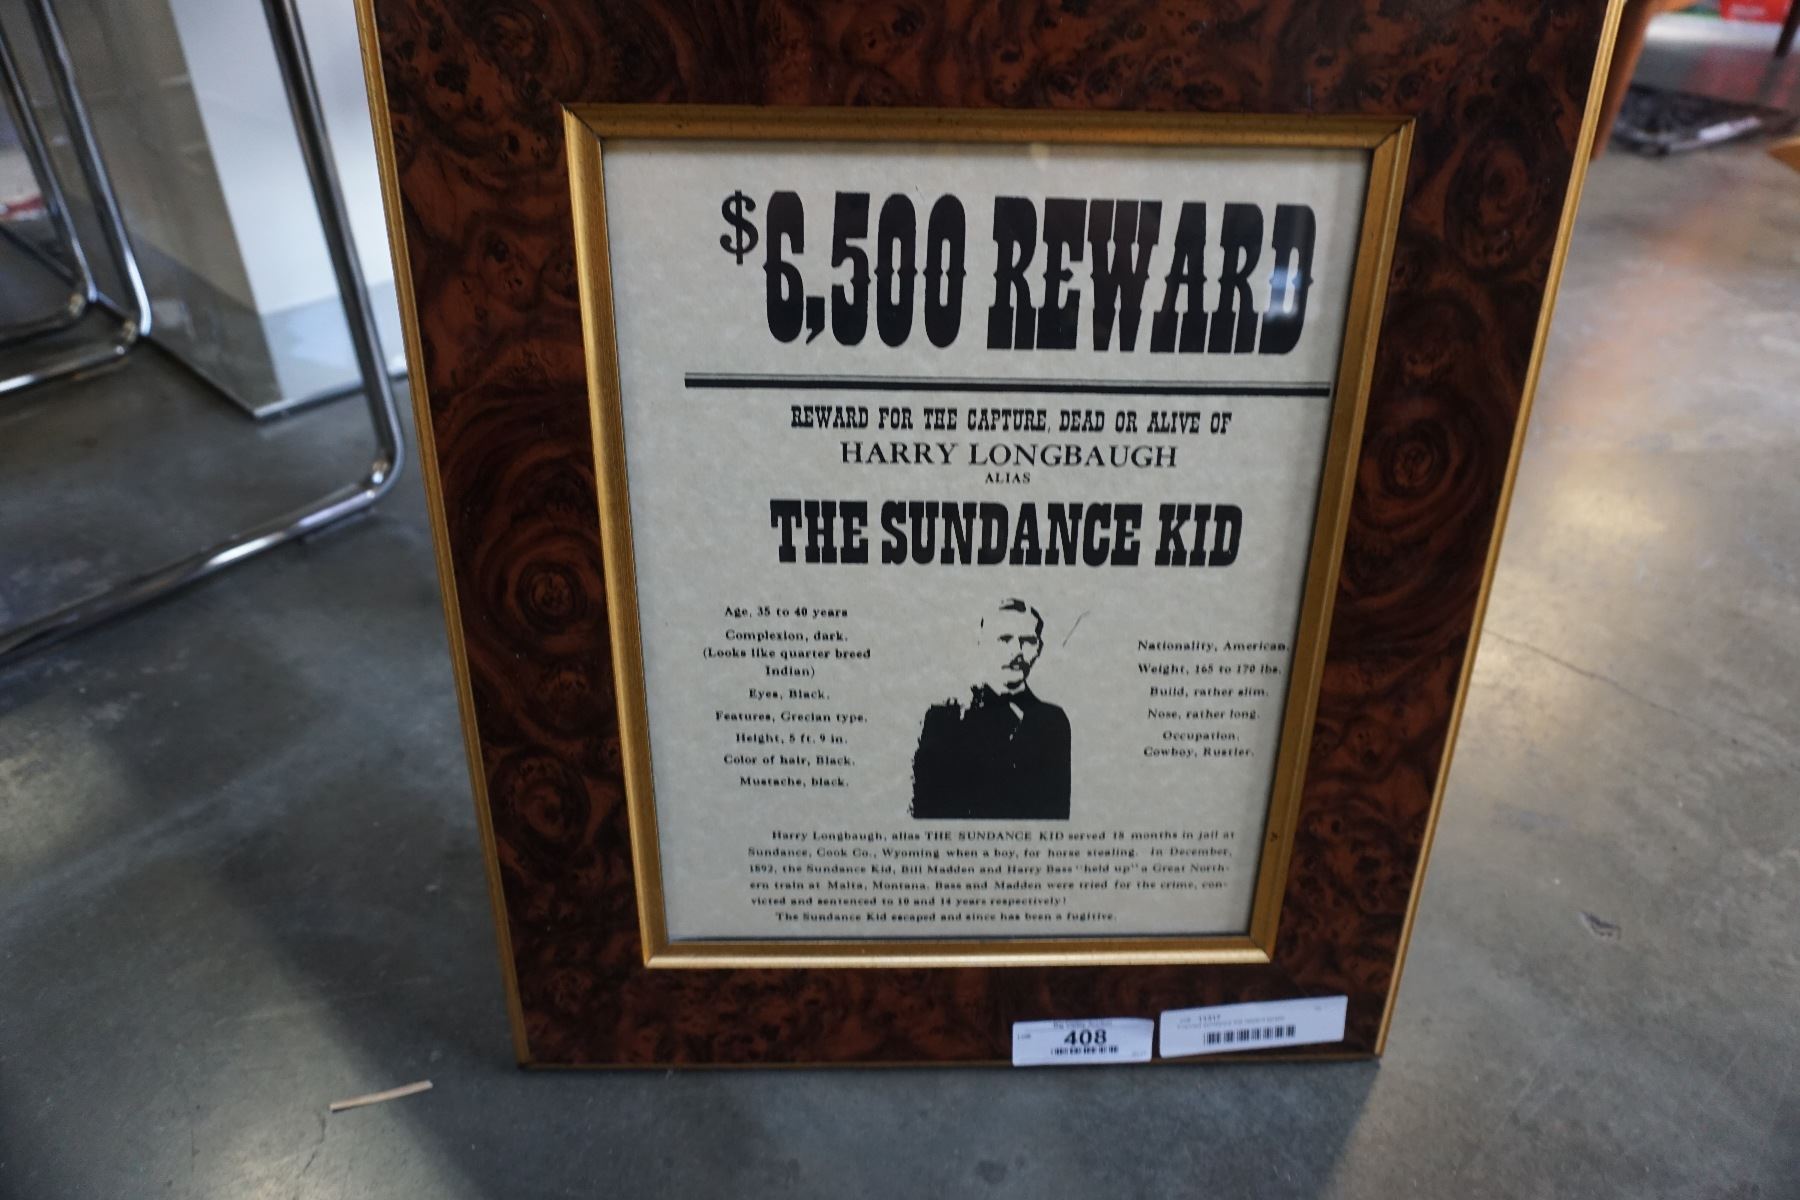 $6,500 REWARD
REWARD FOR THE CAPTURE, DEAD OR ALIVE OF
HARRY LONGBAUGH
ALIAS
THE SUNDANCE KID
Age, 35 to 40 years
Complexion, dark.
(Looks like quarter breed
Indian)
Eyes, Black.
Features, Grecian type.
Height, 5 ft. 9 in.
Color of hair, Black.
Mustache, black.
Nationality, American.
Weight, 165 to 170 lbs.
Build, rather slim.
Nose, rather long.
Occupation,
Cowboy, Rustler.
Harry Longbaugh, alias THE SUNDANCE KID served 18 months in jail at
Sundance, Cook Co., Wyoming when a boy, for horse stealing. In December,
1892, the Sundance Kid, Bill Madden and Harry Bass "held up" a Great North-
ern train at Malta, Montana. Bass and Madden were tried for the crime, con-
victed and sentenced to 10 and 14 years respectively!
The Sundance Kid escaped and since has been a fugitive.
408